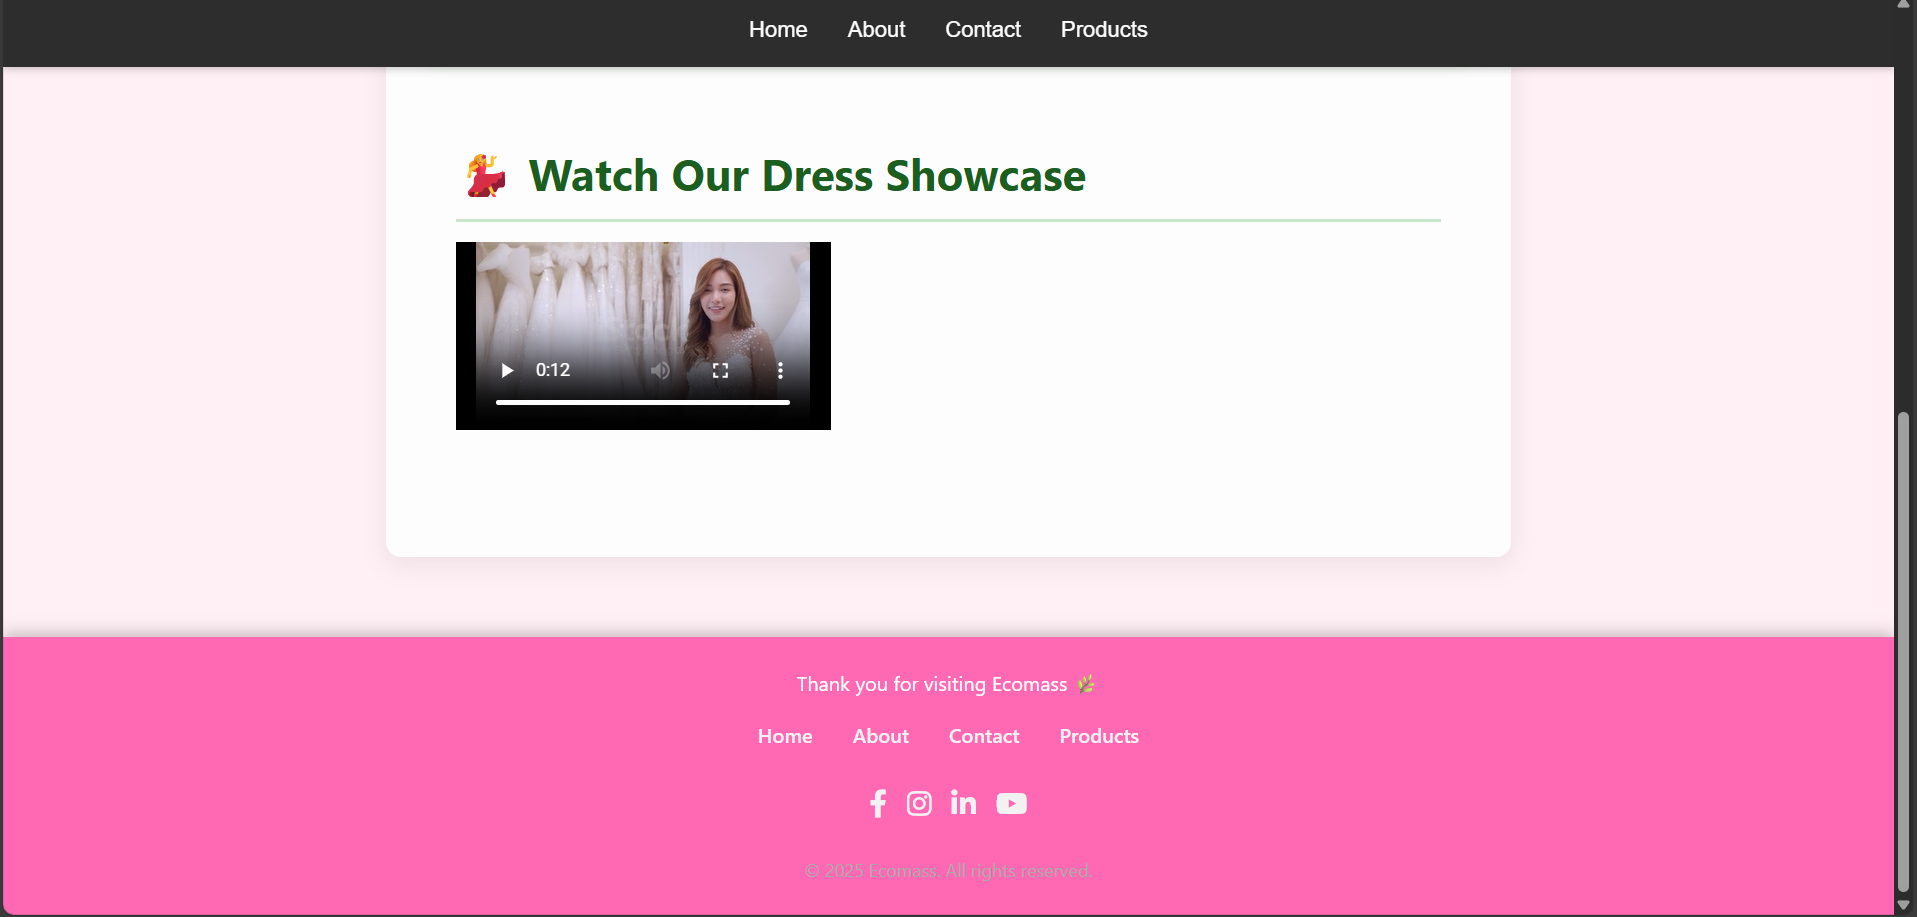 Home About Contact Products
💃 Watch Our Dress Showcase
0:12
Thank you for visiting Ecomass 🌿
Home About Contact Products
© 2025 Ecomass. All rights reserved.